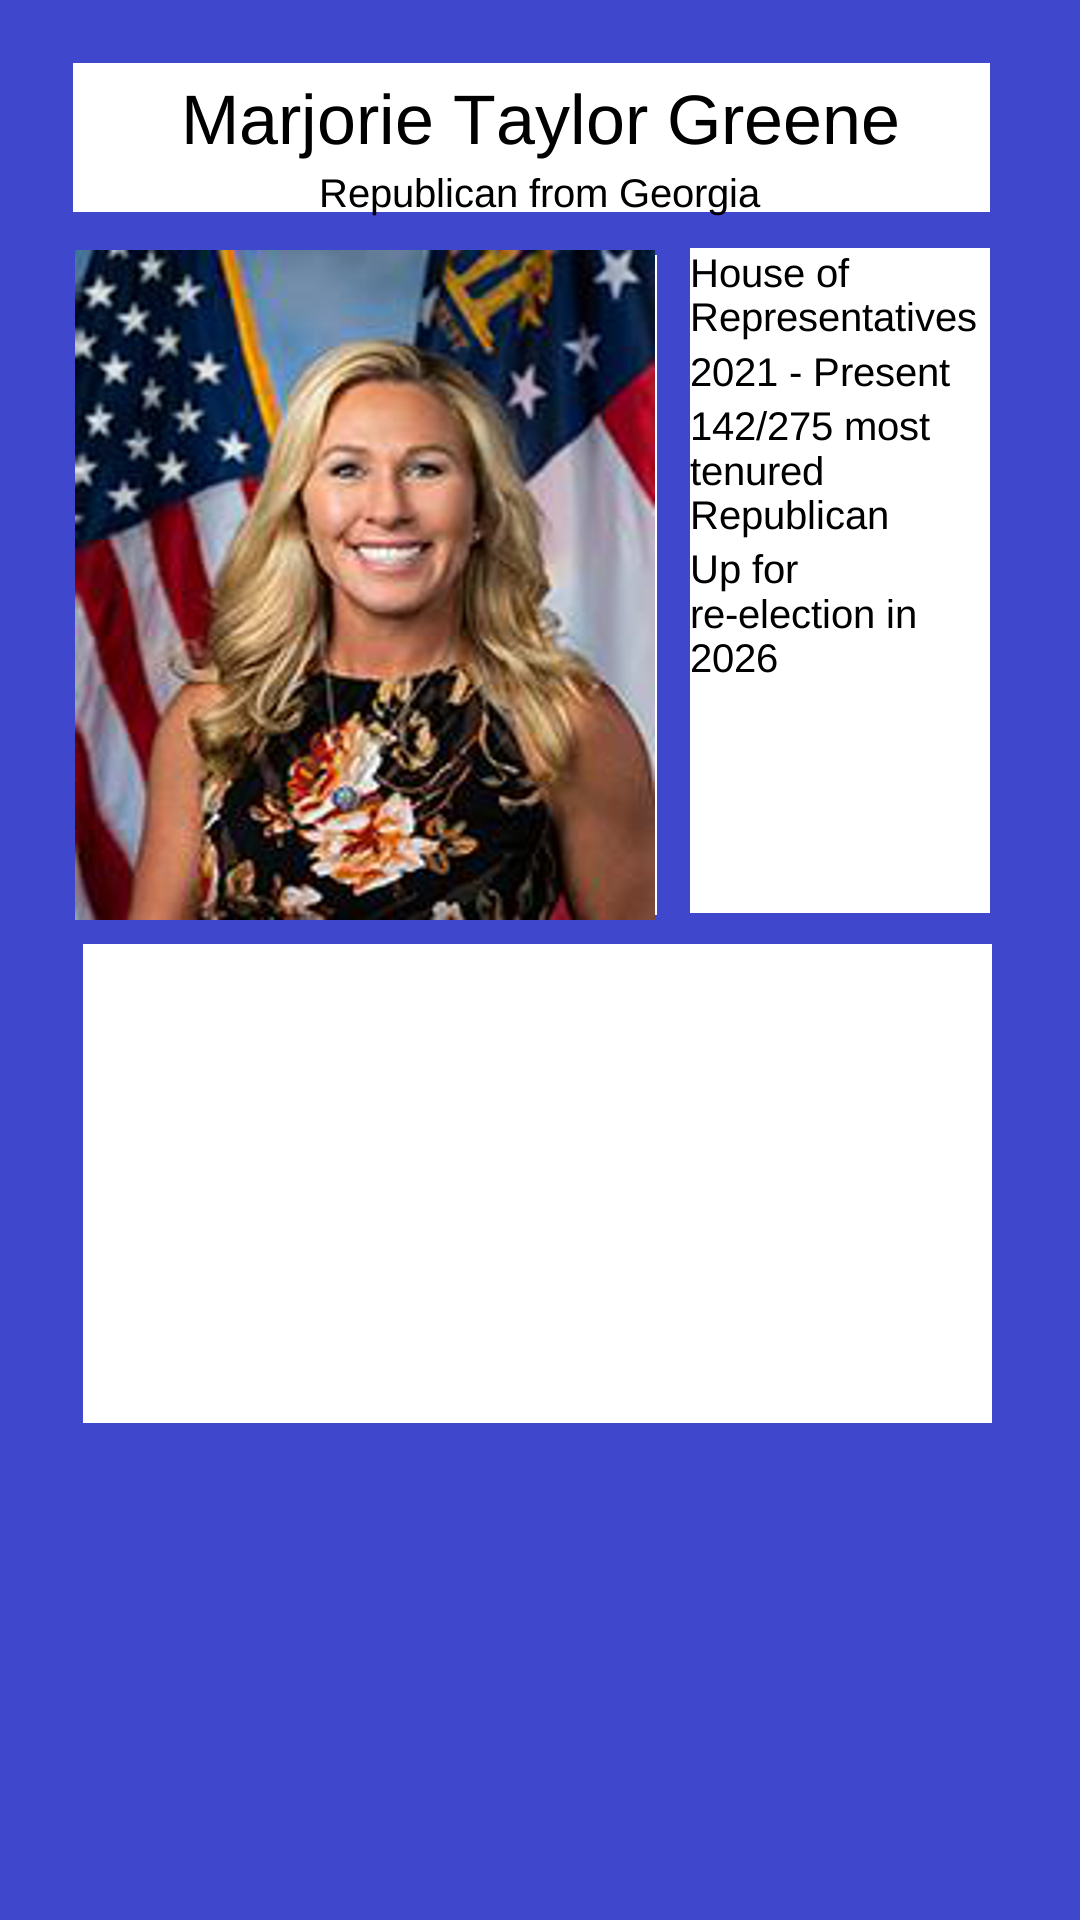 Marjorie Taylor Greene
Republican from Georgia
House of
Representatives
2021 - Present
142/275 most
tenured
Republican
Up for
re-election in
2026